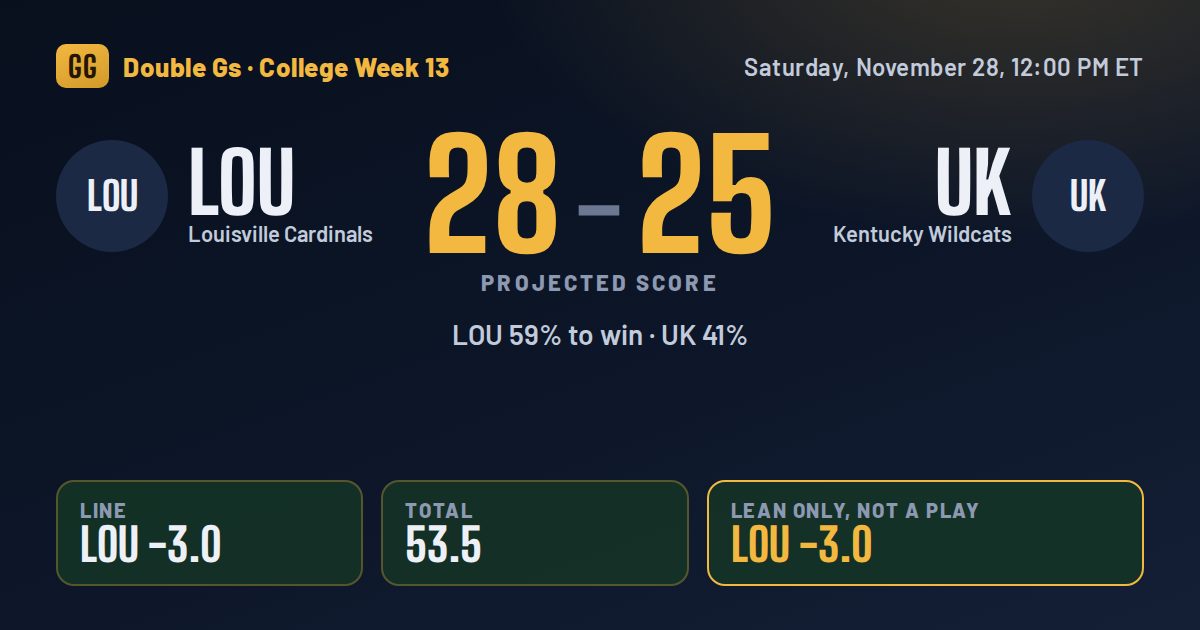 GG Double Gs · College Week 13
Saturday, November 28, 12:00 PM ET
LOU
LOU
Louisville Cardinals
28 – 25
UK
Kentucky Wildcats
UK
PROJECTED SCORE
LOU 59% to win · UK 41%
LINE
LOU −3.0
TOTAL
53.5
LEAN ONLY, NOT A PLAY
LOU −3.0